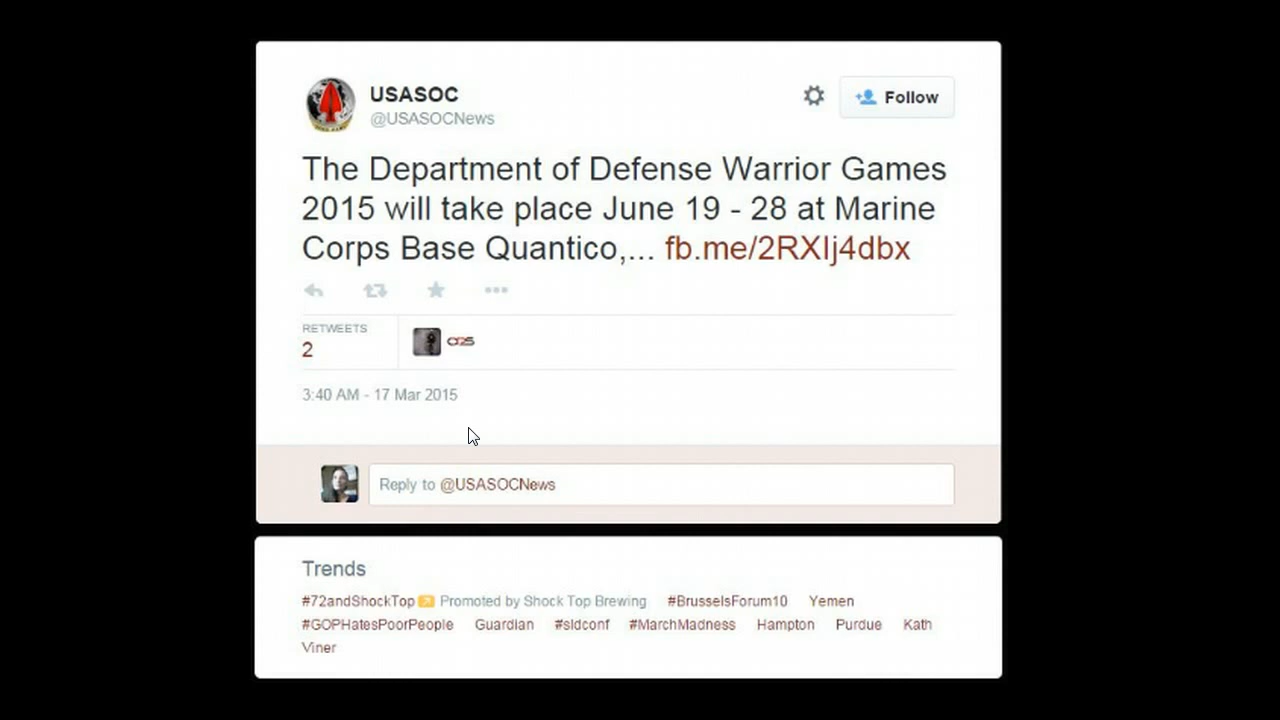 USASOC
@USASOCNews
Follow
The Department of Defense Warrior Games
2015 will take place June 19 - 28 at Marine
Corps Base Quantico,... fb.me/2RXIj4dbx
RETWEETS
2
3:40 AM - 17 Mar 2015
Reply to @USASOCNews
Trends
#72andShockTop Promoted by Shock Top Brewing #BrusselsForum10 Yemen
#GOPHatesPoorPeople Guardian #sldconf #MarchMadness Hampton Purdue Kath
Viner